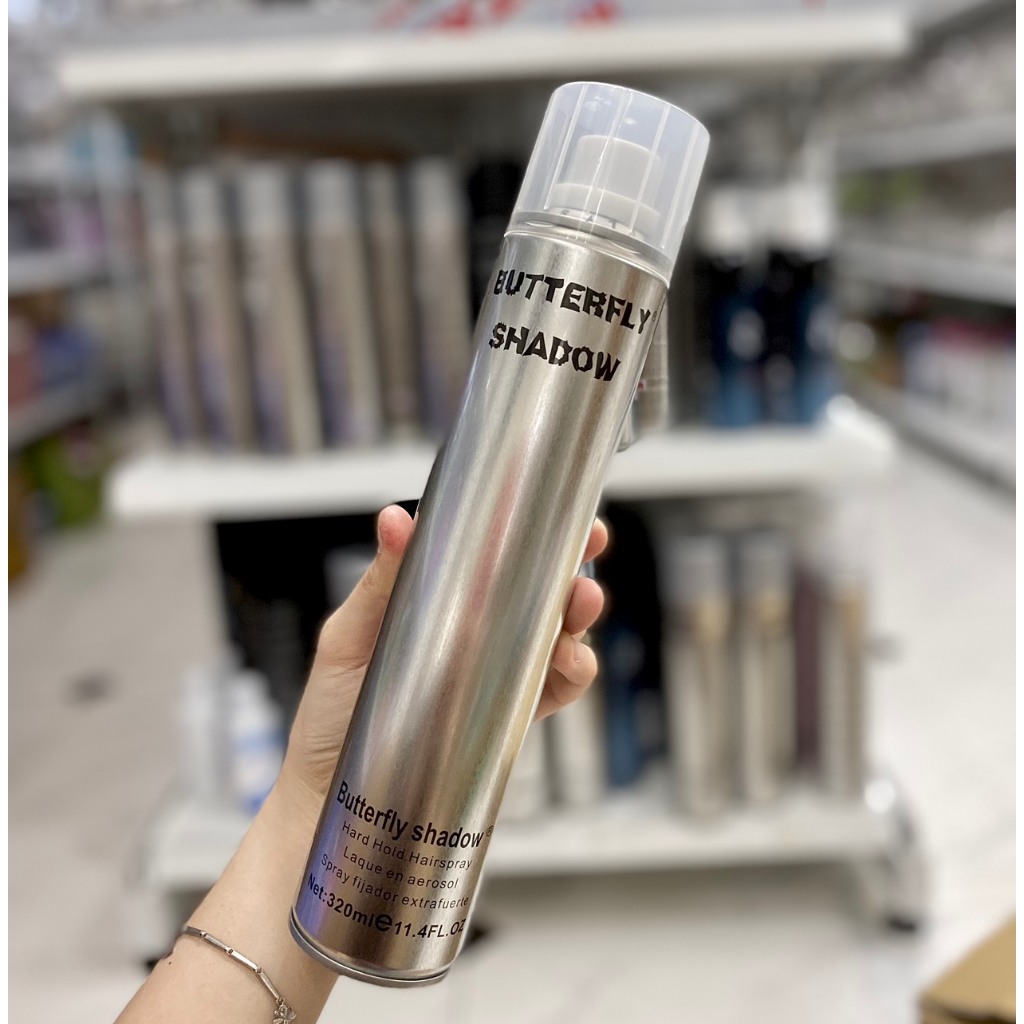 BUTTERFLY
SHADOW
Butterfly shadow®
Hard Hold Hairspray
Laque en aerosol
Spray fijador extrafuerte
Net:320ml℮11.4FL.OZ